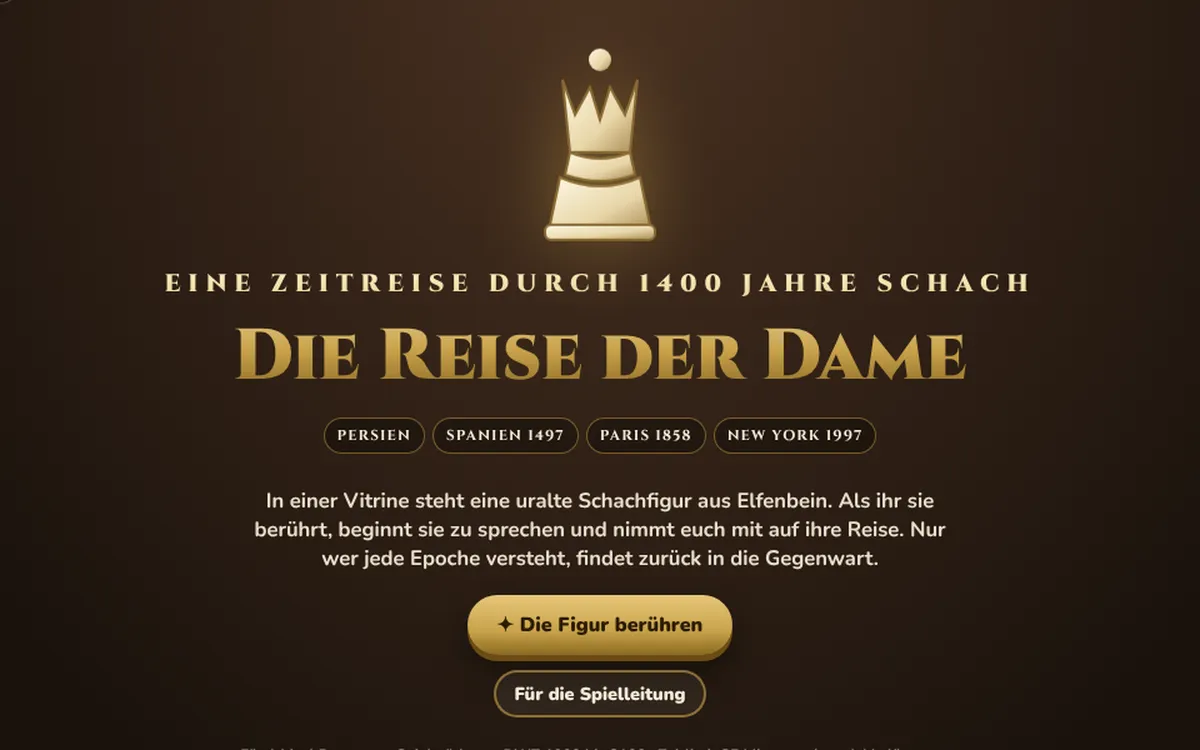 EINE ZEITREISE DURCH 1400 JAHRE SCHACH
DIE REISE DER DAME
PERSIEN
SPANIEN 1497
PARIS 1858
NEW YORK 1997
In einer Vitrine steht eine uralte Schachfigur aus Elfenbein. Als ihr sie
berührt, beginnt sie zu sprechen und nimmt euch mit auf ihre Reise. Nur
wer jede Epoche versteht, findet zurück in die Gegenwart.
✦ Die Figur berühren
Für die Spielleitung